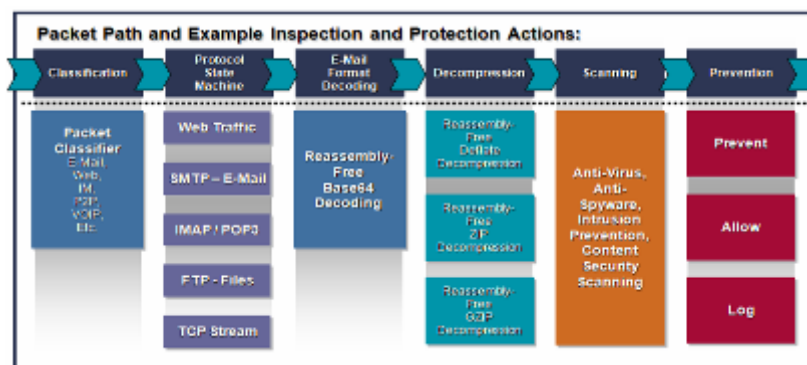 Packet Path and Example Inspection and Protection Actions:
Classification
Protocol
State
Machine
E-Mail
Format
Decoding
Decompression
Scanning
Prevention
Packet
Classifier
E-Mail,
Web,
IM,
P2P,
VOIP,
Etc
Web Traffic
SMTP – E-Mail
IMAP / POP3
FTP - Files
TCP Stream
Reassembly-
Free
Base64
Decoding
Reassembly-
Free
Deflate
Decompression
Reassembly-
Free
ZIP
Decompression
Reassembly-
Free
GZIP
Decompression
Anti-Virus,
Anti-
Spyware,
Intrusion
Prevention,
Content
Security
Scanning
Prevent
Allow
Log